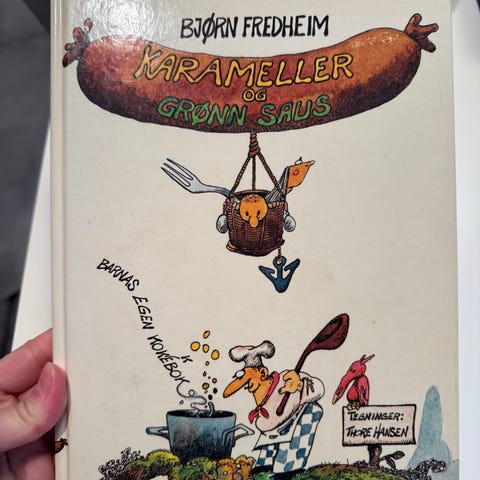 BJØRN FREDHEIM
KARAMELLER
OG
GRØNN SAUS
BARNAS EGEN KOKEBOK
TEGNINGER:
THORE HANSEN